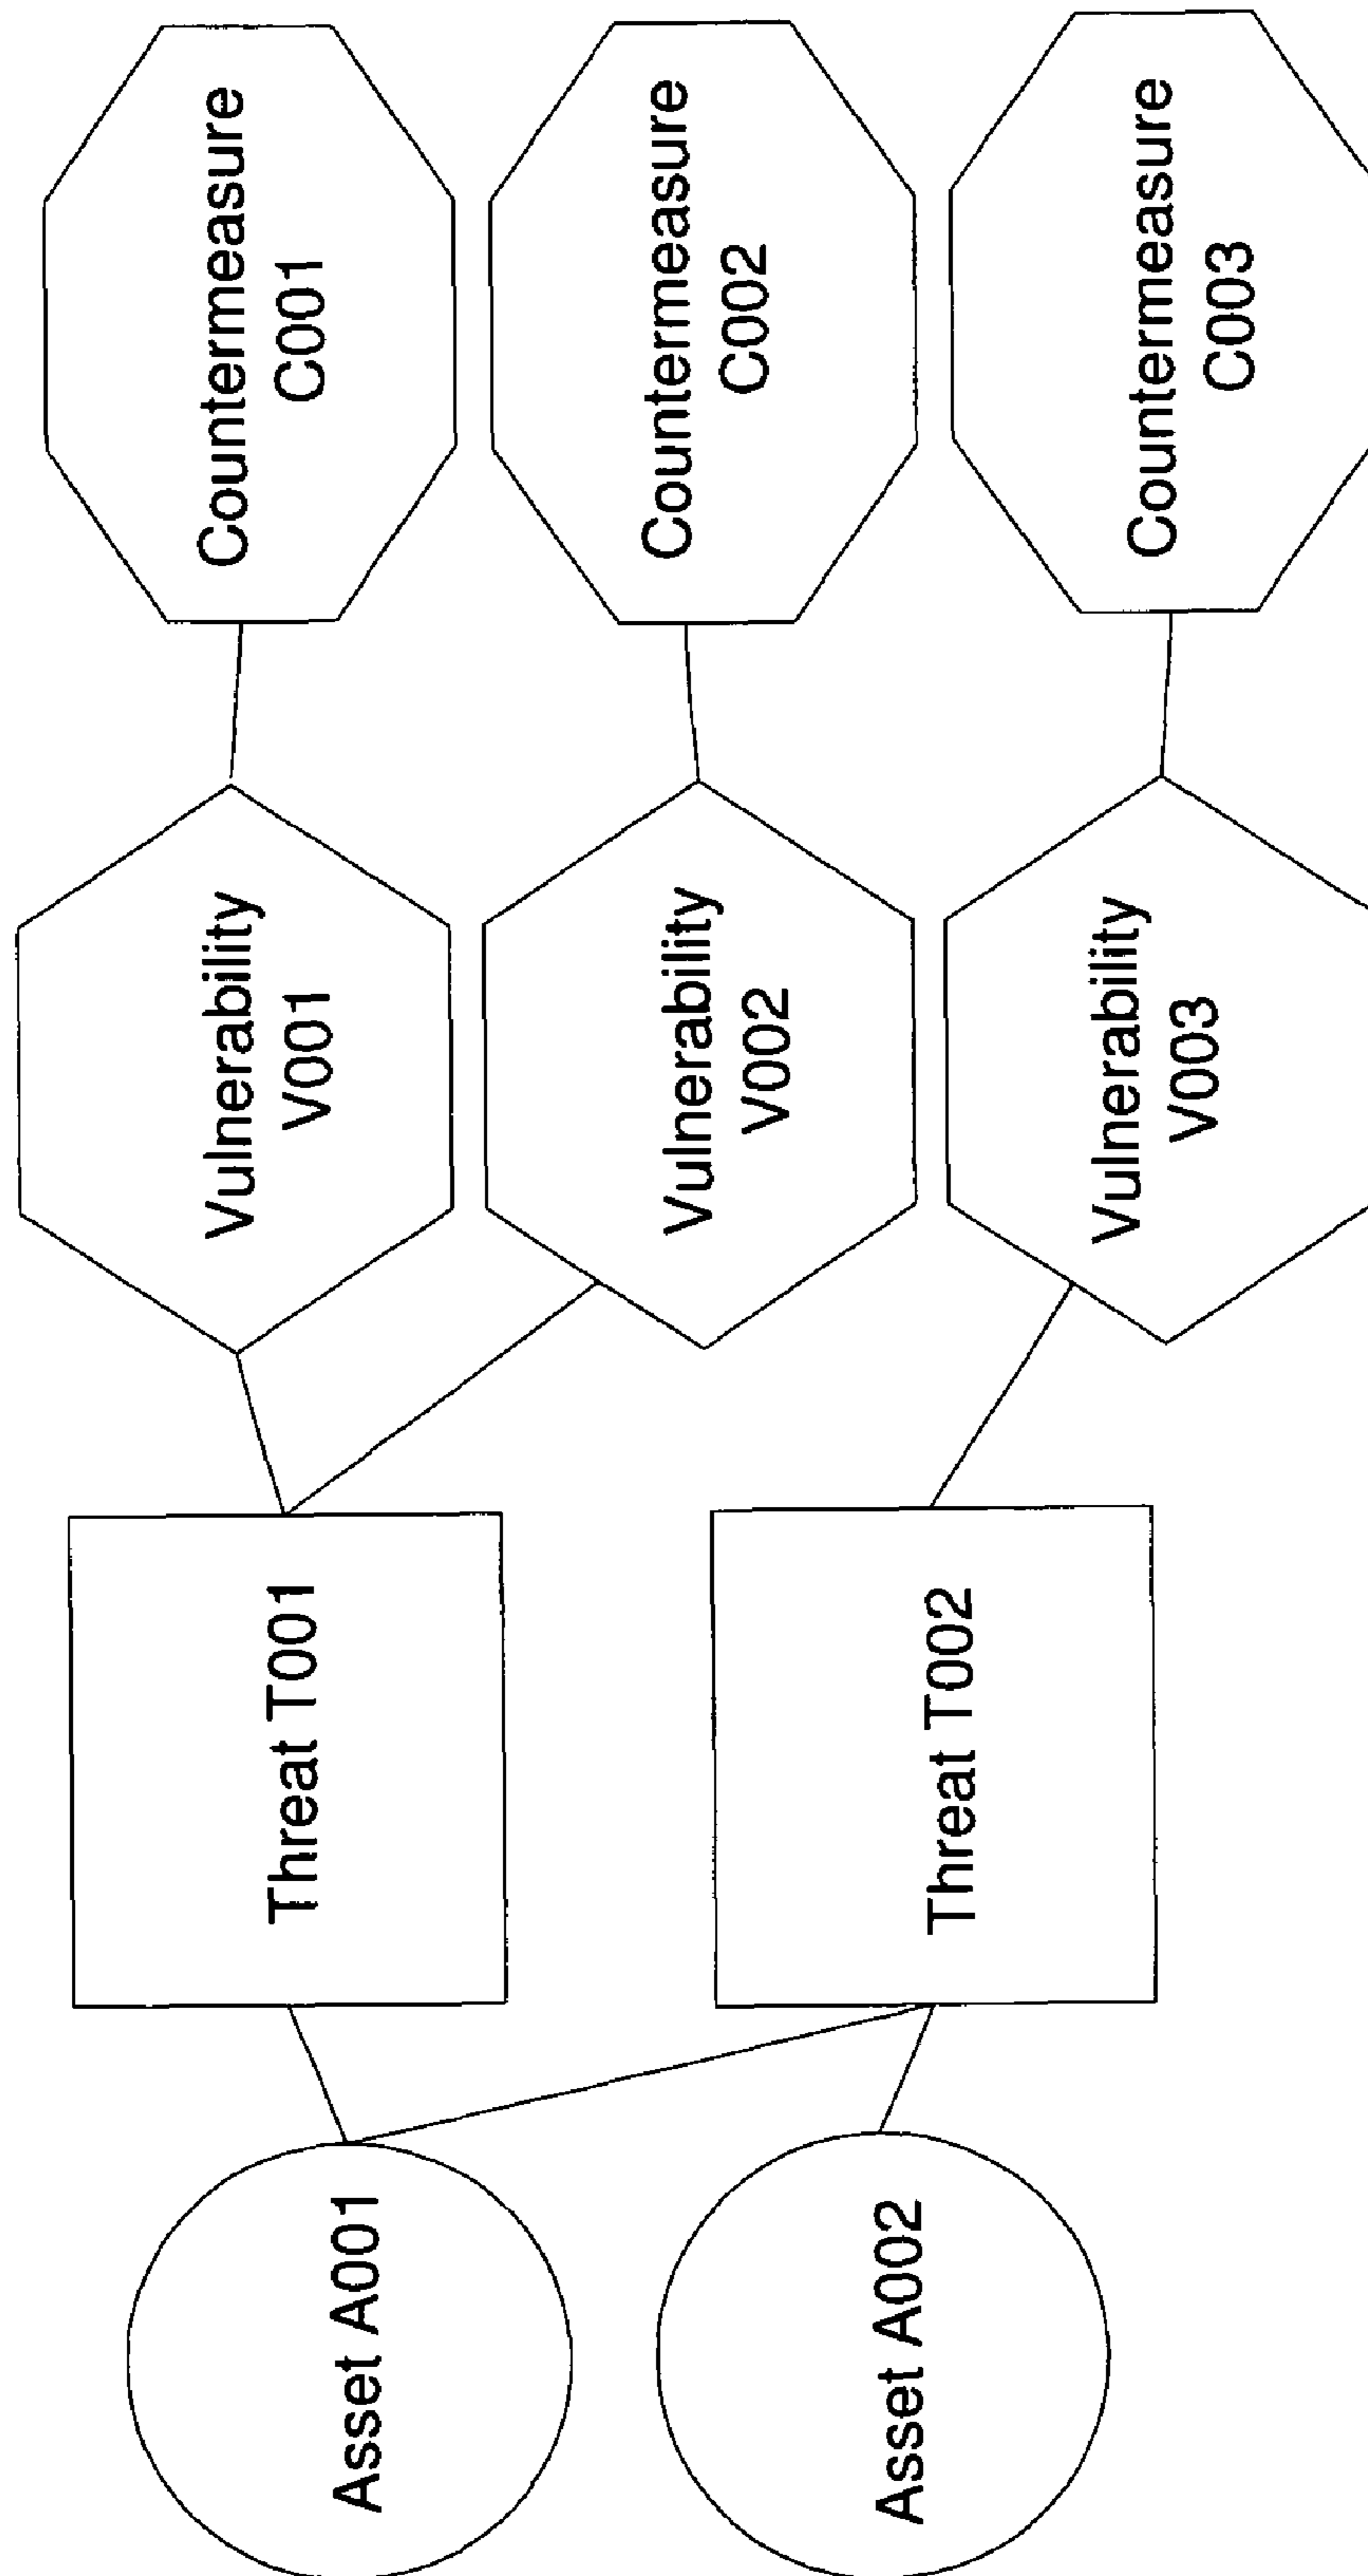 Asset A001
Asset A002
Threat T001
Threat T002
Vulnerability
V001
Vulnerability
V002
Vulnerability
V003
Countermeasure
C001
Countermeasure
C002
Countermeasure
C003